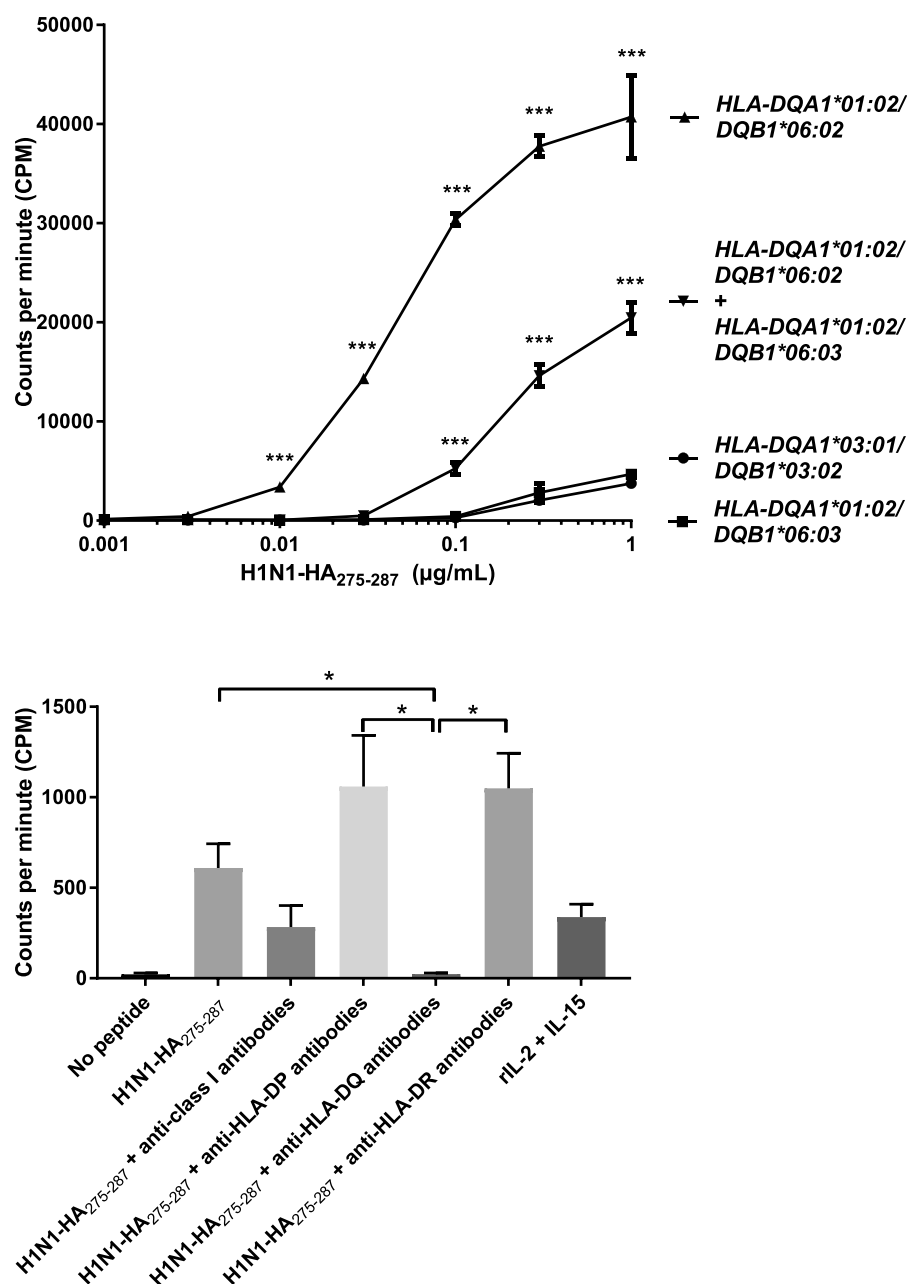 50000
40000
30000
20000
10000
0
Counts per minute (CPM)
***
***
***
***
***
***
***
***
0.001
0.01
0.1
1
H1N1-HA275-287 (µg/mL)
HLA-DQA1*01:02/
DQB1*06:02
HLA-DQA1*01:02/
DQB1*06:02
+
HLA-DQA1*01:02/
DQB1*06:03
HLA-DQA1*03:01/
DQB1*03:02
HLA-DQA1*01:02/
DQB1*06:03
*
*
*
1500
1000
500
0
Counts per minute (CPM)
No peptide
H1N1-HA275-287
H1N1-HA275-287 + anti-class I antibodies
H1N1-HA275-287 + anti-HLA-DP antibodies
H1N1-HA275-287 + anti-HLA-DQ antibodies
H1N1-HA275-287 + anti-HLA-DR antibodies
rIL-2 + IL-15